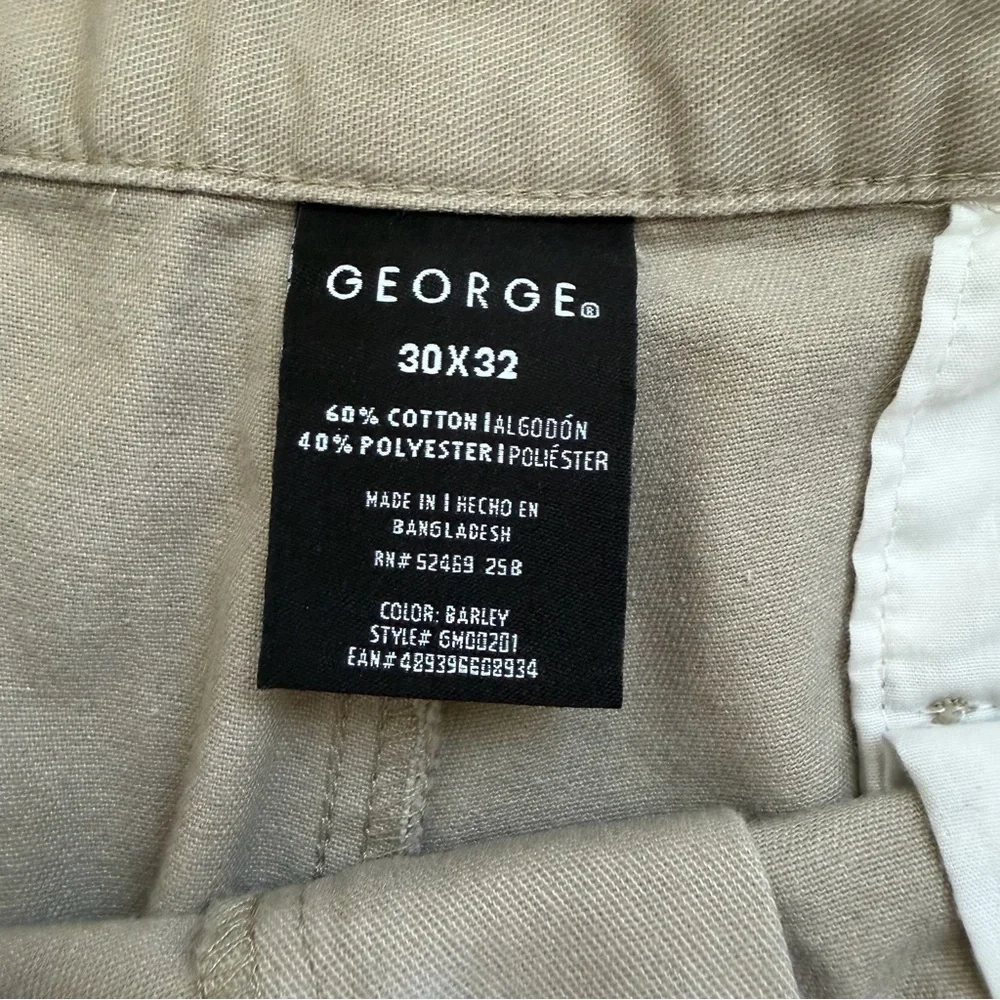 GEORGE®
30X32
60% COTTON | ALGODÓN
40% POLYESTER | POLIÉSTER
MADE IN | HECHO EN
BANGLADESH
RN# 52469 25B
COLOR: BARLEY
STYLE# GM00201
EAN#